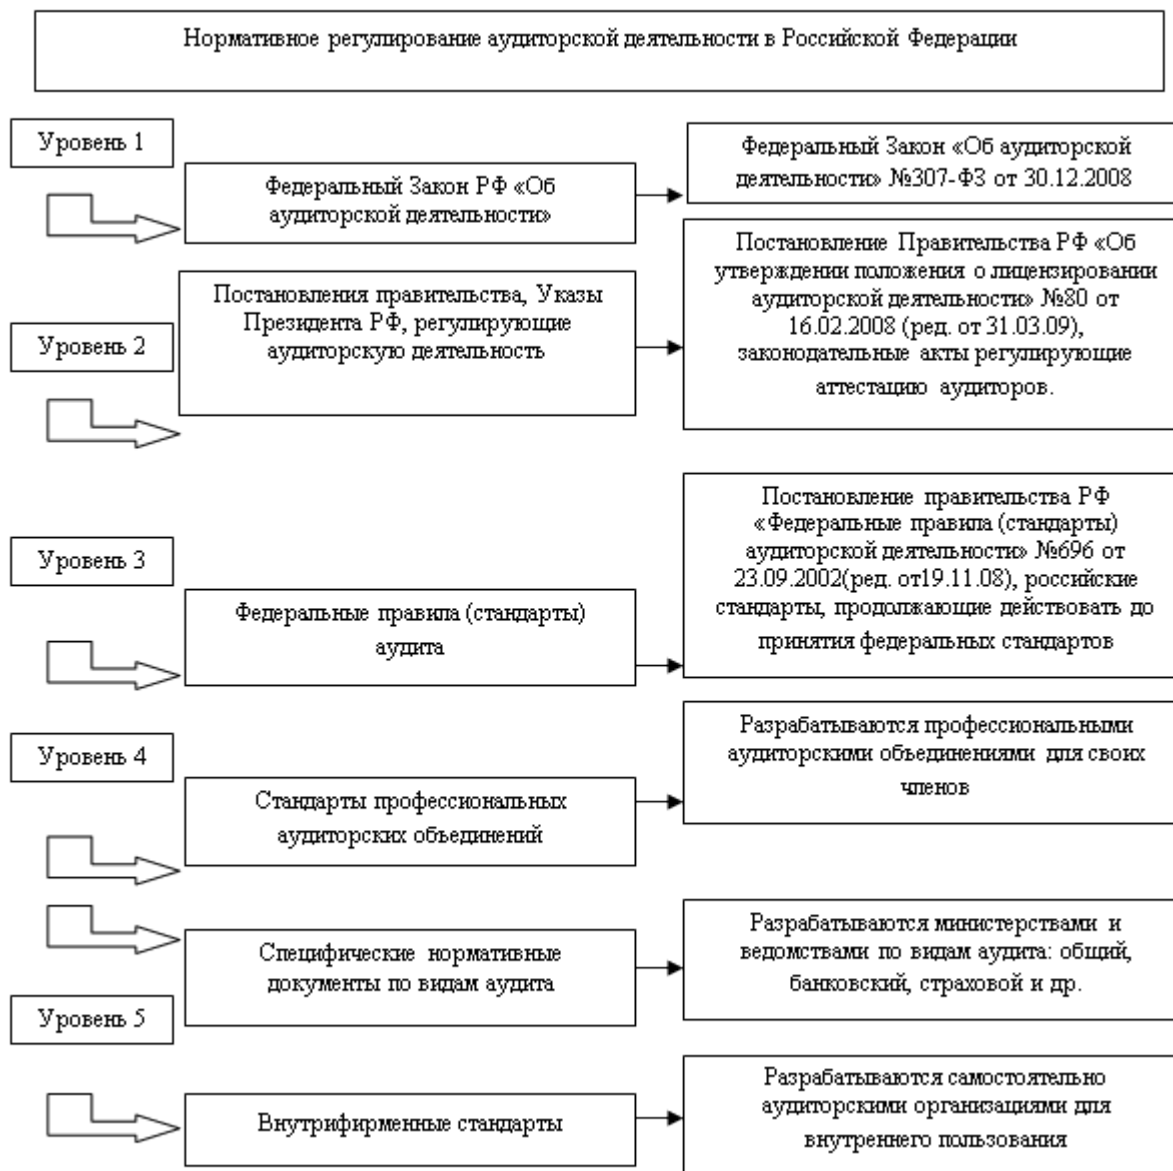 Нормативное регулирование аудиторской деятельности в Российской Федерации
Уровень 1
Федеральный Закон РФ «Об
аудиторской деятельности»
Федеральный Закон «Об аудиторской
деятельности» №307-ФЗ от 30.12.2008
Уровень 2
Постановления правительства, Указы
Президента РФ, регулирующие
аудиторскую деятельность
Постановление Правительства РФ «Об
утверждении положения о лицензировании
аудиторской деятельности» №80 от
16.02.2008 (ред. от 31.03.09),
законодательные акты регулирующие
аттестацию аудиторов.
Уровень 3
Федеральные правила (стандарты)
аудита
Постановление правительства РФ
«Федеральные правила (стандарты)
аудиторской деятельности» №696 от
23.09.2002(ред. от19.11.08), российские
стандарты, продолжающие действовать до
принятия федеральных стандартов
Уровень 4
Стандарты профессиональных
аудиторских объединений
Разрабатываются профессиональными
аудиторскими объединениями для своих
членов
Специфические нормативные
документы по видам аудита
Разрабатываются министерствами и
ведомствами по видам аудита: общий,
банковский, страховой и др.
Уровень 5
Внутрифирменные стандарты
Разрабатываются самостоятельно
аудиторскими организациями для
внутреннего пользования